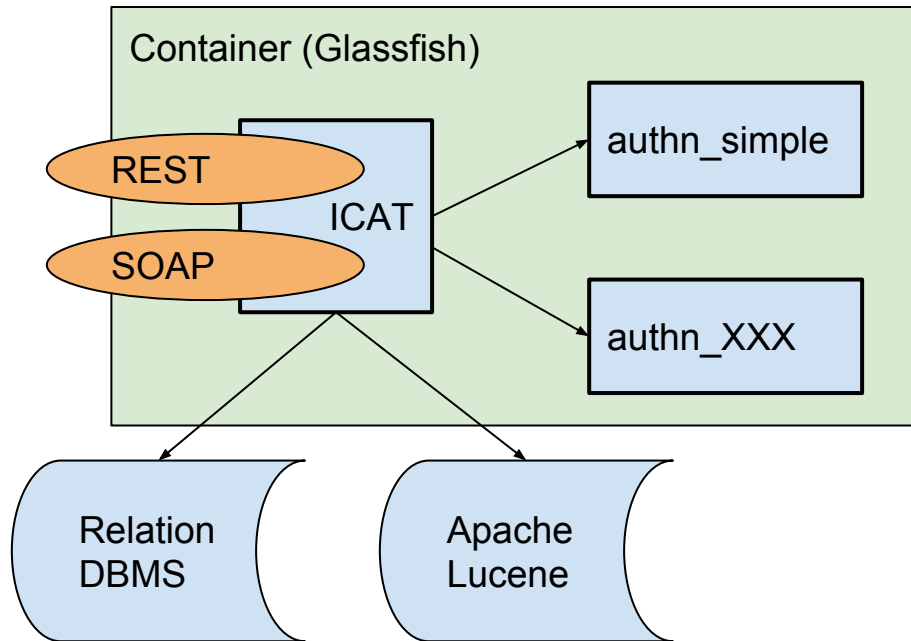 Container (Glassfish)
authn_simple
REST
ICAT
SOAP
authn_XXX
Relation
DBMS
Apache
Lucene